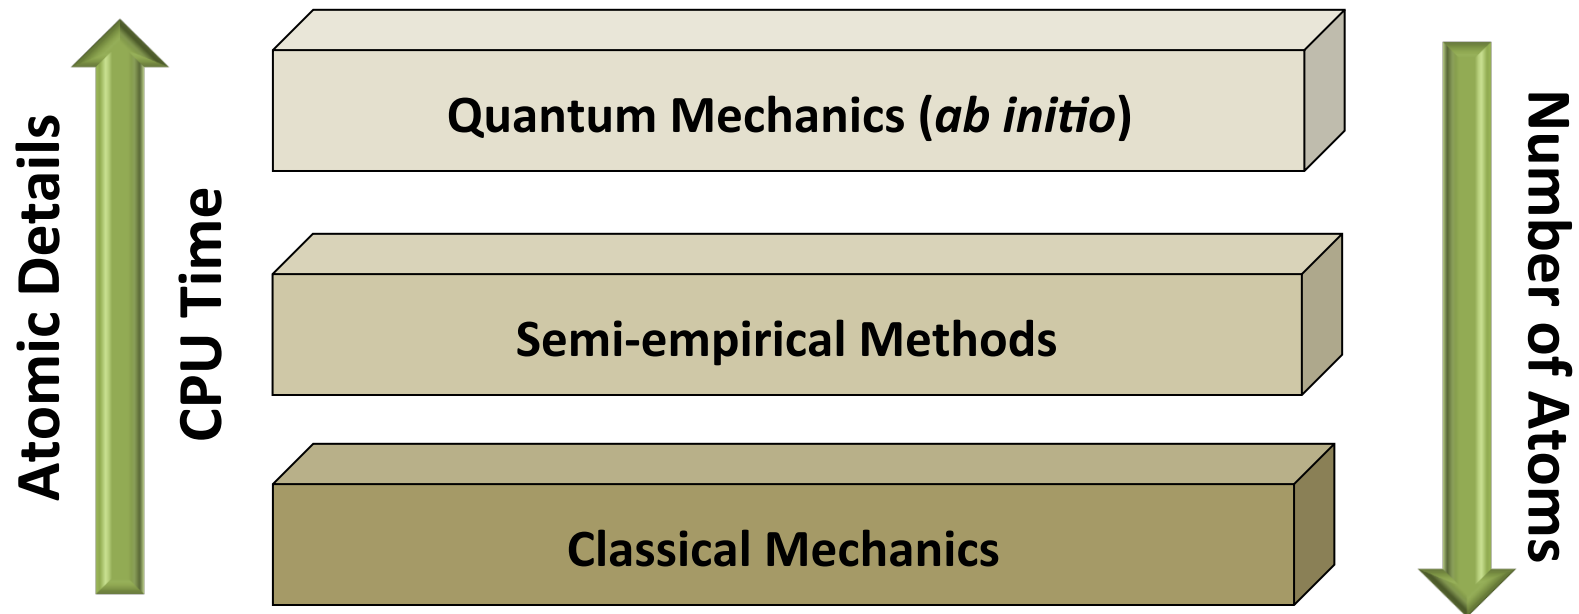 Atomic Details
CPU Time
Quantum Mechanics (ab initio)
Semi-empirical Methods
Classical Mechanics
Number of Atoms